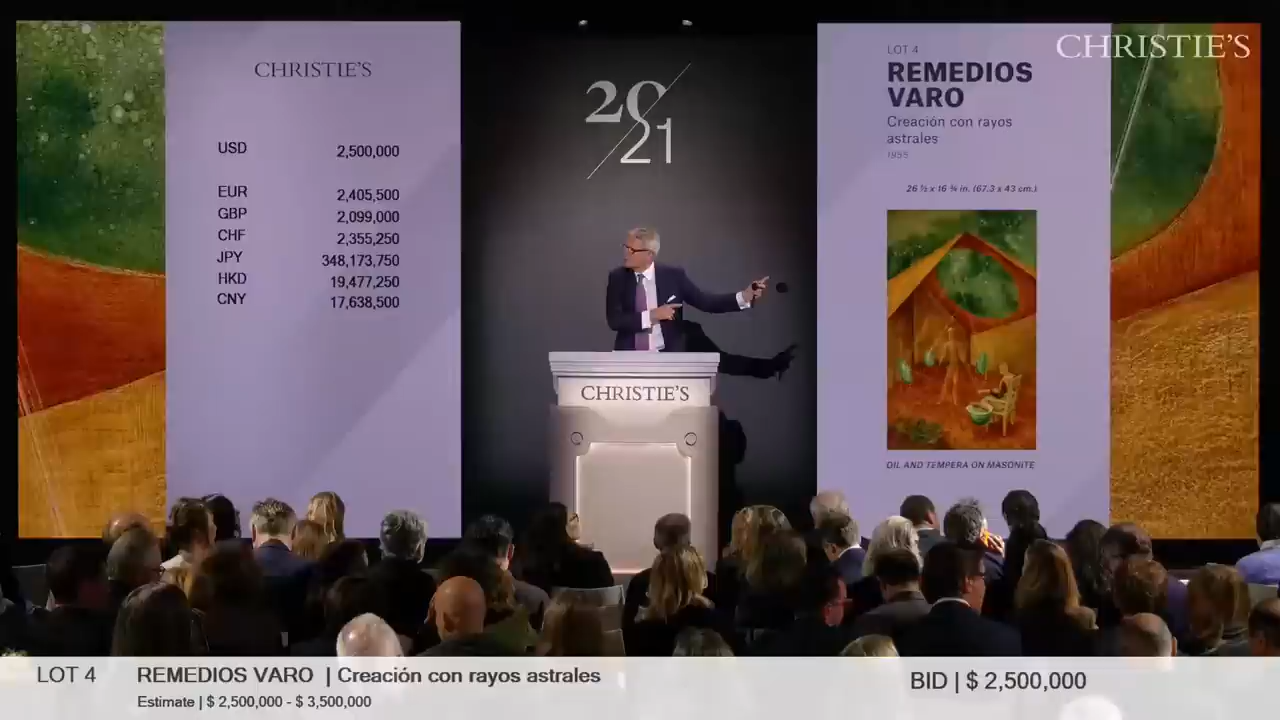 CHRISTIE'S
USD 2,500,000
EUR 2,405,500
GBP 2,099,000
CHF 2,355,250
JPY 348,173,750
HKD 19,477,250
CNY 17,638,500
20/21
CHRISTIE'S
LOT 4
REMEDIOS
VARO
Creación con rayos
astrales
1955
26 ½ x 16 ¾ in. (67.3 x 43 cm.)
OIL AND TEMPERA ON MASONITE
CHRISTIE'S
LOT 4 REMEDIOS VARO | Creación con rayos astrales
Estimate | $ 2,500,000 - $ 3,500,000
BID | $ 2,500,000